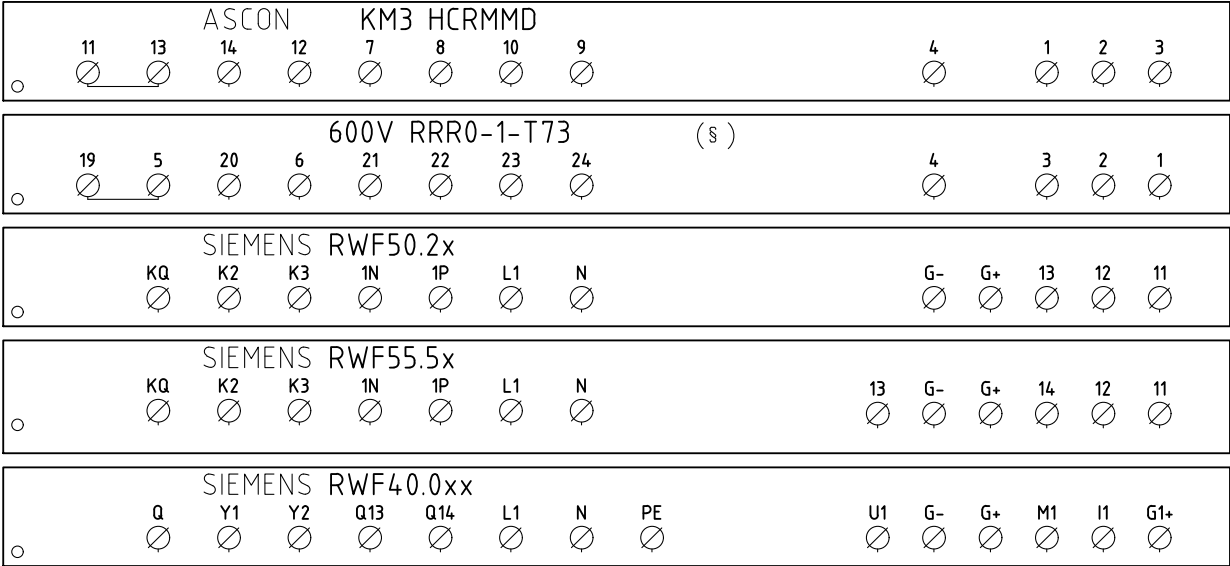 ASCON KM3 HCRMMD
11 13 14 12 7 8 10 9 4 1 2 3
600V RRR0-1-T73 (§)
19 5 20 6 21 22 23 24 4 3 2 1
SIEMENS RWF50.2x
KQ K2 K3 1N 1P L1 N G- G+ 13 12 11
SIEMENS RWF55.5x
KQ K2 K3 1N 1P L1 N 13 G- G+ 14 12 11
SIEMENS RWF40.0xx
Q Y1 Y2 Q13 Q14 L1 N PE U1 G- G+ M1 I1 G1+